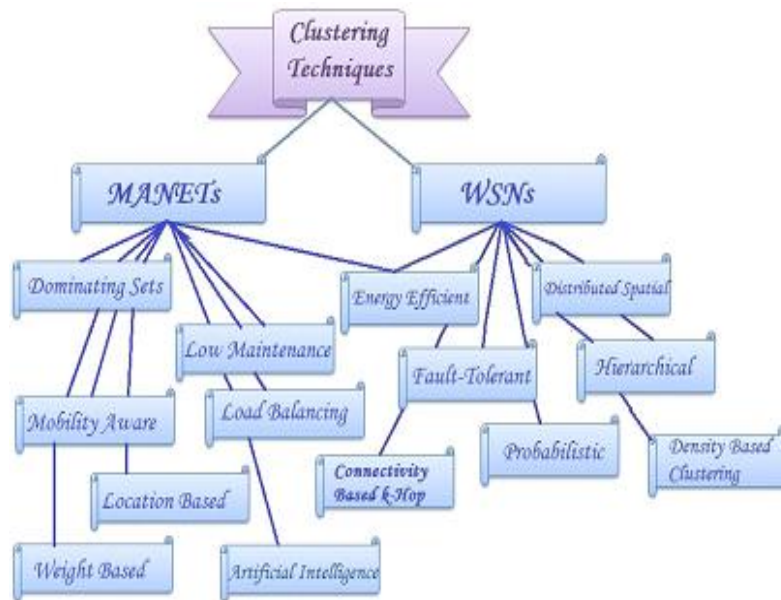 Clustering
Techniques
MANETs
WSNs
Dominating Sets
Energy Efficient
Distributed Spatial
Low Maintenance
Fault-Tolerant
Hierarchical
Mobility Aware
Load Balancing
Connectivity
Based k-Hop
Probabilistic
Density Based
Clustering
Location Based
Weight Based
Artificial Intelligence